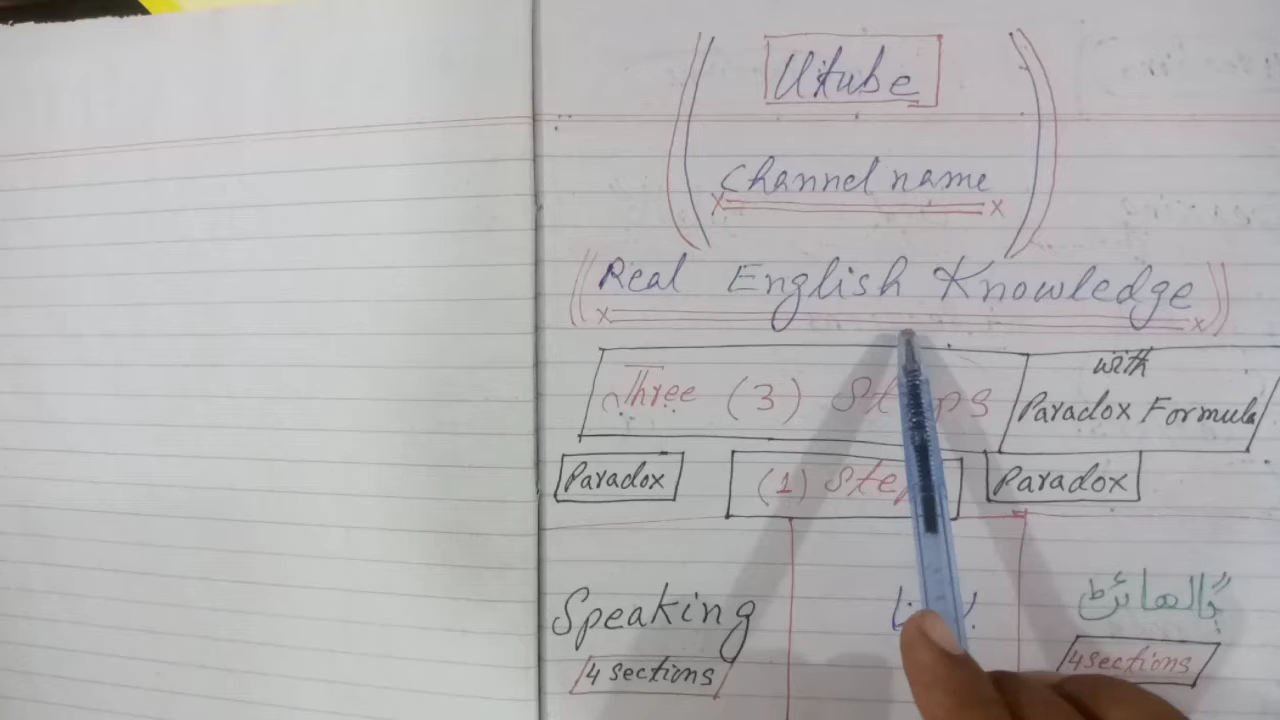 Utube
Channel name
Real English Knowledge
Three (3) Steps
with
Paradox Formula
Paradox
(1) Step
Paradox
Speaking
ڳالهائڻ
4 sections
4 sections